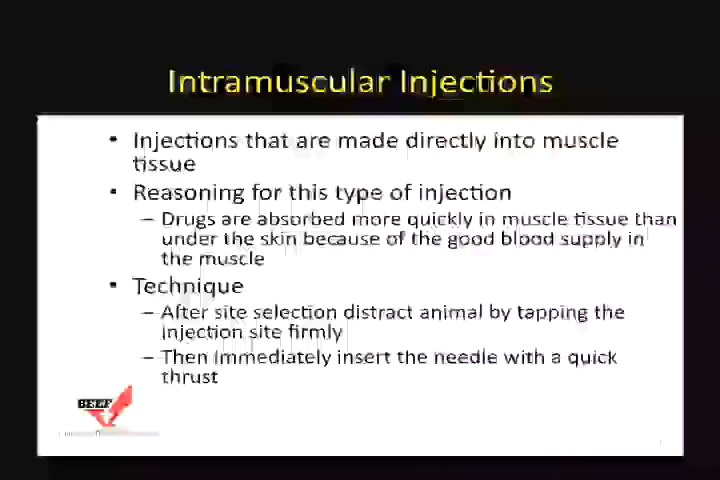 Intramuscular Injections
• Injections that are made directly into muscle
tissue
• Reasoning for this type of injection
– Drugs are absorbed more quickly in muscle tissue than
under the skin because of the good blood supply in
the muscle
• Technique
– After site selection distract animal by tapping the
injection site firmly
– Then immediately insert the needle with a quick
thrust